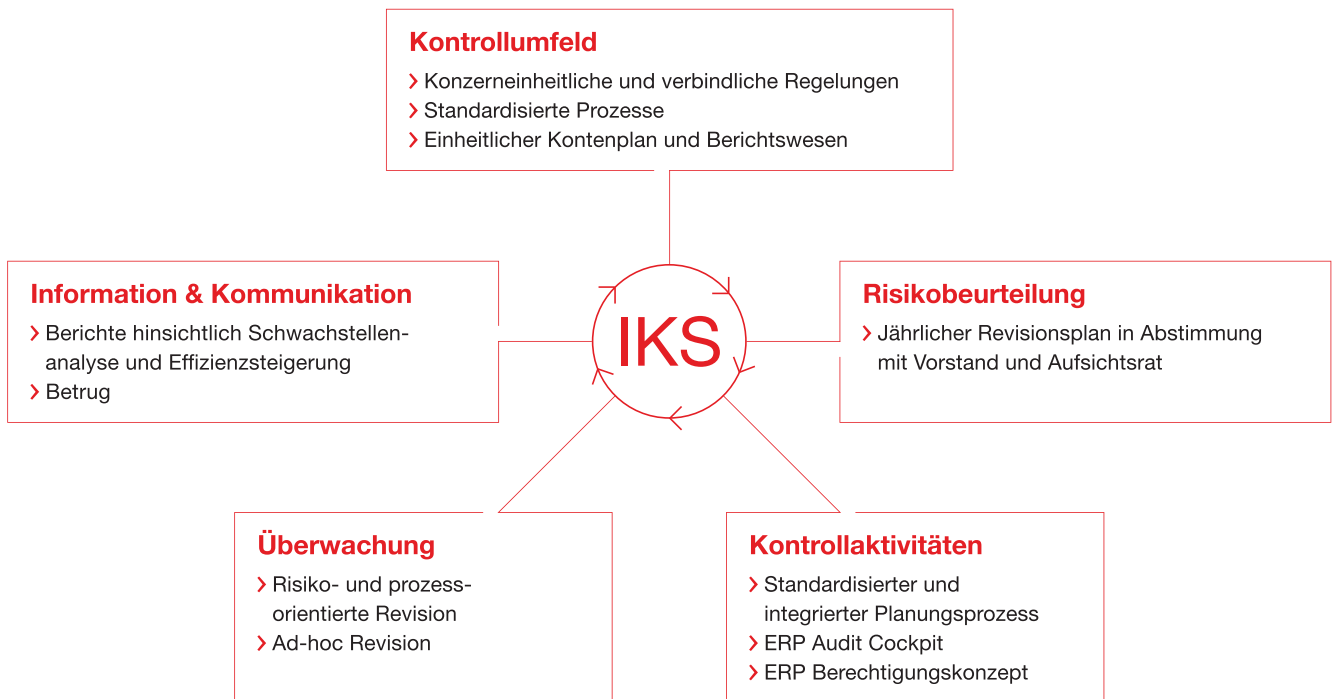 Kontrollumfeld
Konzerneinheitliche und verbindliche Regelungen
Standardisierte Prozesse
Einheitlicher Kontenplan und Berichtswesen
Information & Kommunikation
Berichte hinsichtlich Schwachstellen-
analyse und Effizienzsteigerung
Betrug
IKS
Risikobeurteilung
Jährlicher Revisionsplan in Abstimmung
mit Vorstand und Aufsichtsrat
Überwachung
Risiko- und prozess-
orientierte Revision
Ad-hoc Revision
Kontrollaktivitäten
Standardisierter und
integrierter Planungsprozess
ERP Audit Cockpit
ERP Berechtigungskonzept